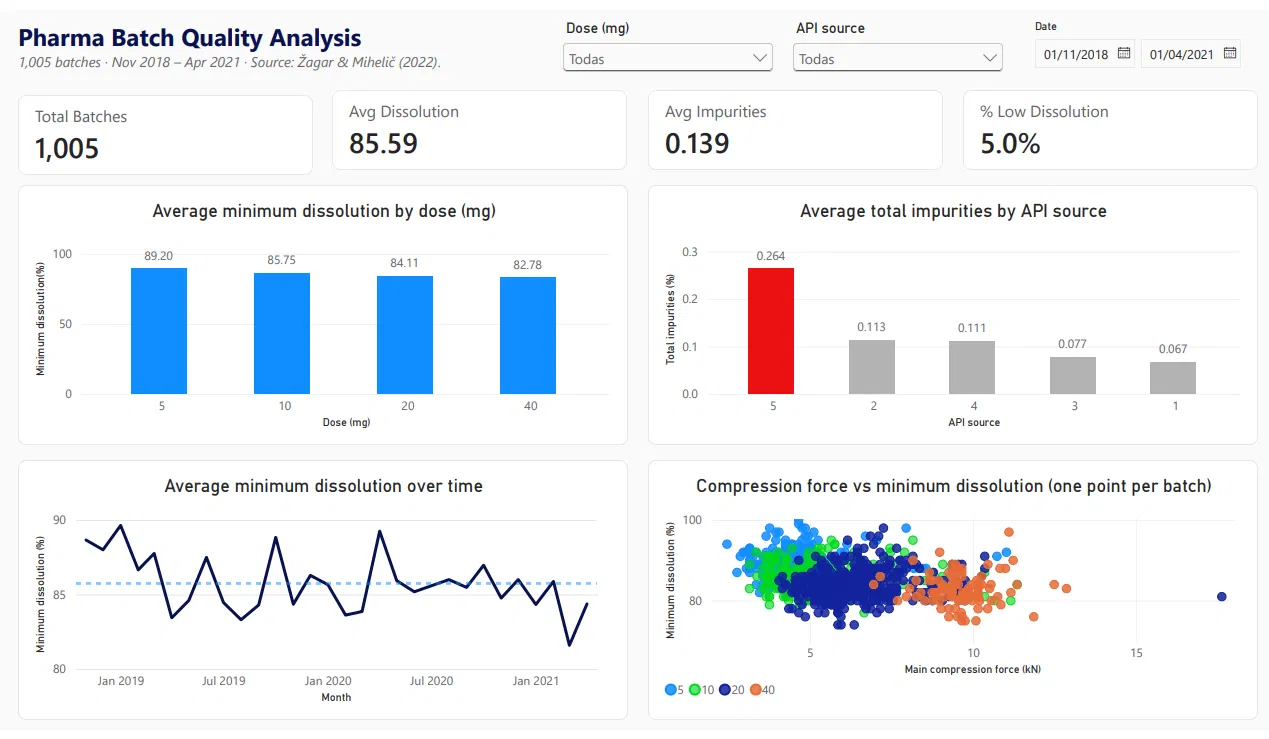 Pharma Batch Quality Analysis
1,005 batches · Nov 2018 – Apr 2021 · Source: Žagar & Mihelič (2022).
Dose (mg)
Todas
API source
Todas
Date
01/11/2018
01/04/2021
Total Batches
1,005
Avg Dissolution
85.59
Avg Impurities
0.139
% Low Dissolution
5.0%
Average minimum dissolution by dose (mg)
Minimum dissolution(%)
100
50
0
89.20
85.75
84.11
82.78
5
10
20
40
Dose (mg)
Average total impurities by API source
Total impurities (%)
0.3
0.2
0.1
0.0
0.264
0.113
0.111
0.077
0.067
5
2
4
3
1
API source
Average minimum dissolution over time
Minimum dissolution (%)
90
85
80
Jan 2019
Jul 2019
Jan 2020
Jul 2020
Jan 2021
Month
Compression force vs minimum dissolution (one point per batch)
Minimum dissolution (%)
100
80
5
10
15
Main compression force (kN)
5
10
20
40